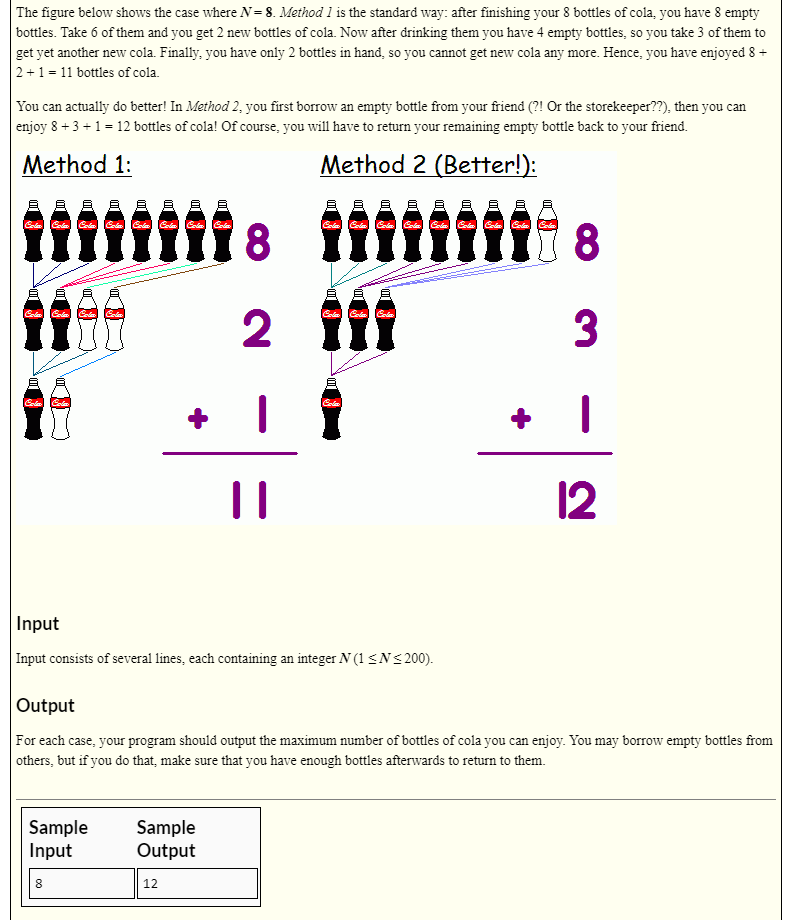 The figure below shows the case where N = 8. Method 1 is the standard way: after finishing your 8 bottles of cola, you have 8 empty
bottles. Take 6 of them and you get 2 new bottles of cola. Now after drinking them you have 4 empty bottles, so you take 3 of them to
get yet another new cola. Finally, you have only 2 bottles in hand, so you cannot get new cola any more. Hence, you have enjoyed 8 +
2 + 1 = 11 bottles of cola.
You can actually do better! In Method 2, you first borrow an empty bottle from your friend (?! Or the storekeeper??), then you can
enjoy 8 + 3 + 1 = 12 bottles of cola! Of course, you will have to return your remaining empty bottle back to your friend.
Method 1:
Cola Cola Cola Cola Cola Cola Cola Cola 8
Cola Cola Cola Cola 2
Cola Cola + 1
11
Method 2 (Better!):
Cola Cola Cola Cola Cola Cola Cola Cola Cola 8
Cola Cola Cola 3
Cola + 1
12
Input
Input consists of several lines, each containing an integer N (1 ≤ N ≤ 200).
Output
For each case, your program should output the maximum number of bottles of cola you can enjoy. You may borrow empty bottles from
others, but if you do that, make sure that you have enough bottles afterwards to return to them.
Sample Input
Sample Output
8
12